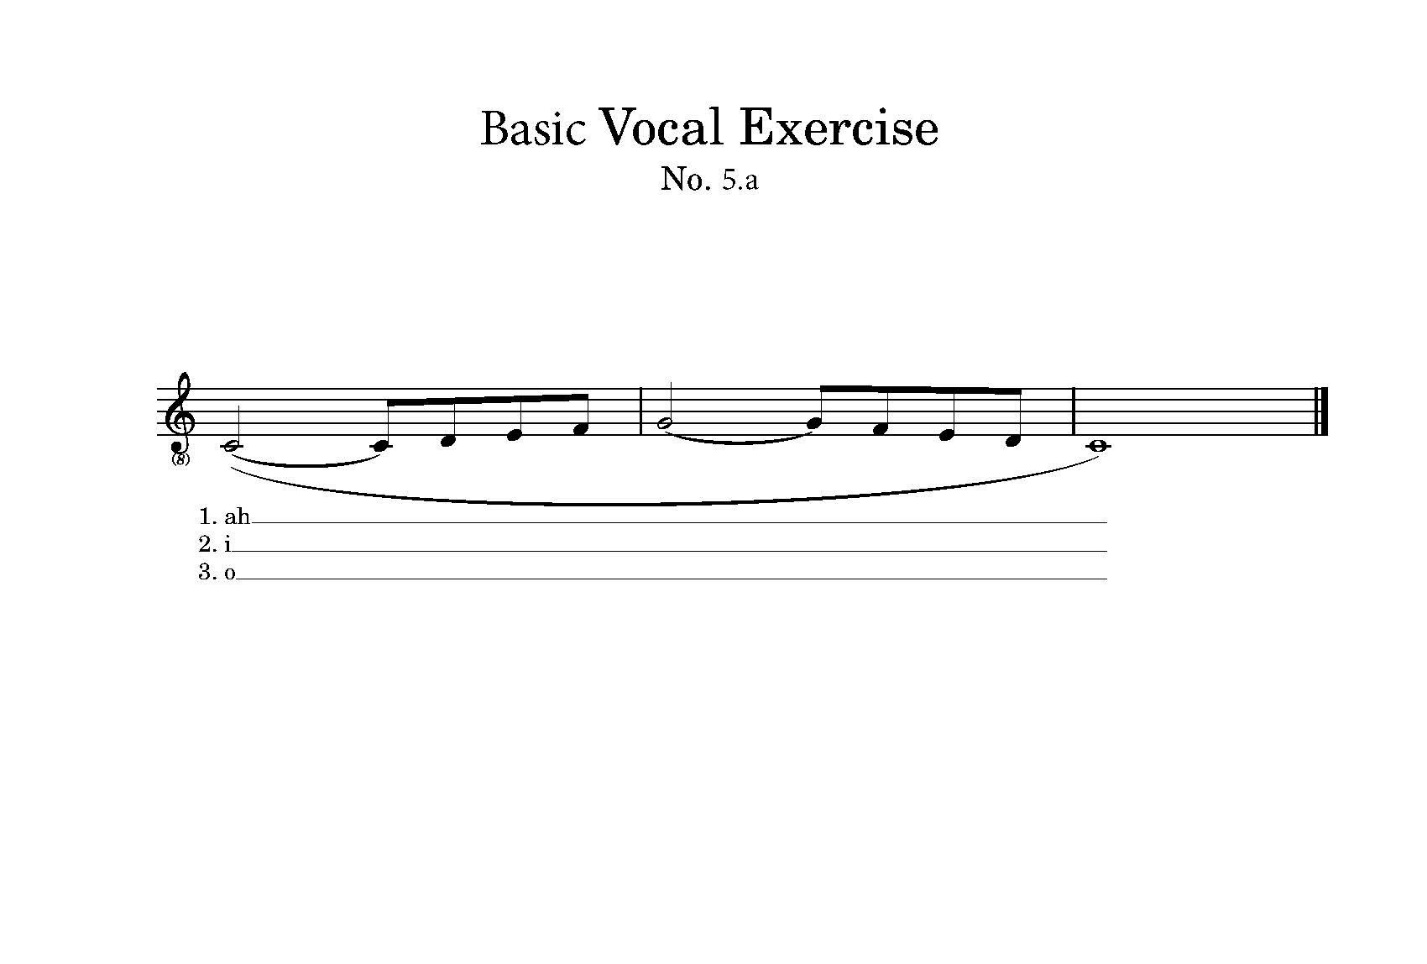 Basic Vocal Exercise
No. 5.a
(8)
1. ah
2. i
3. o